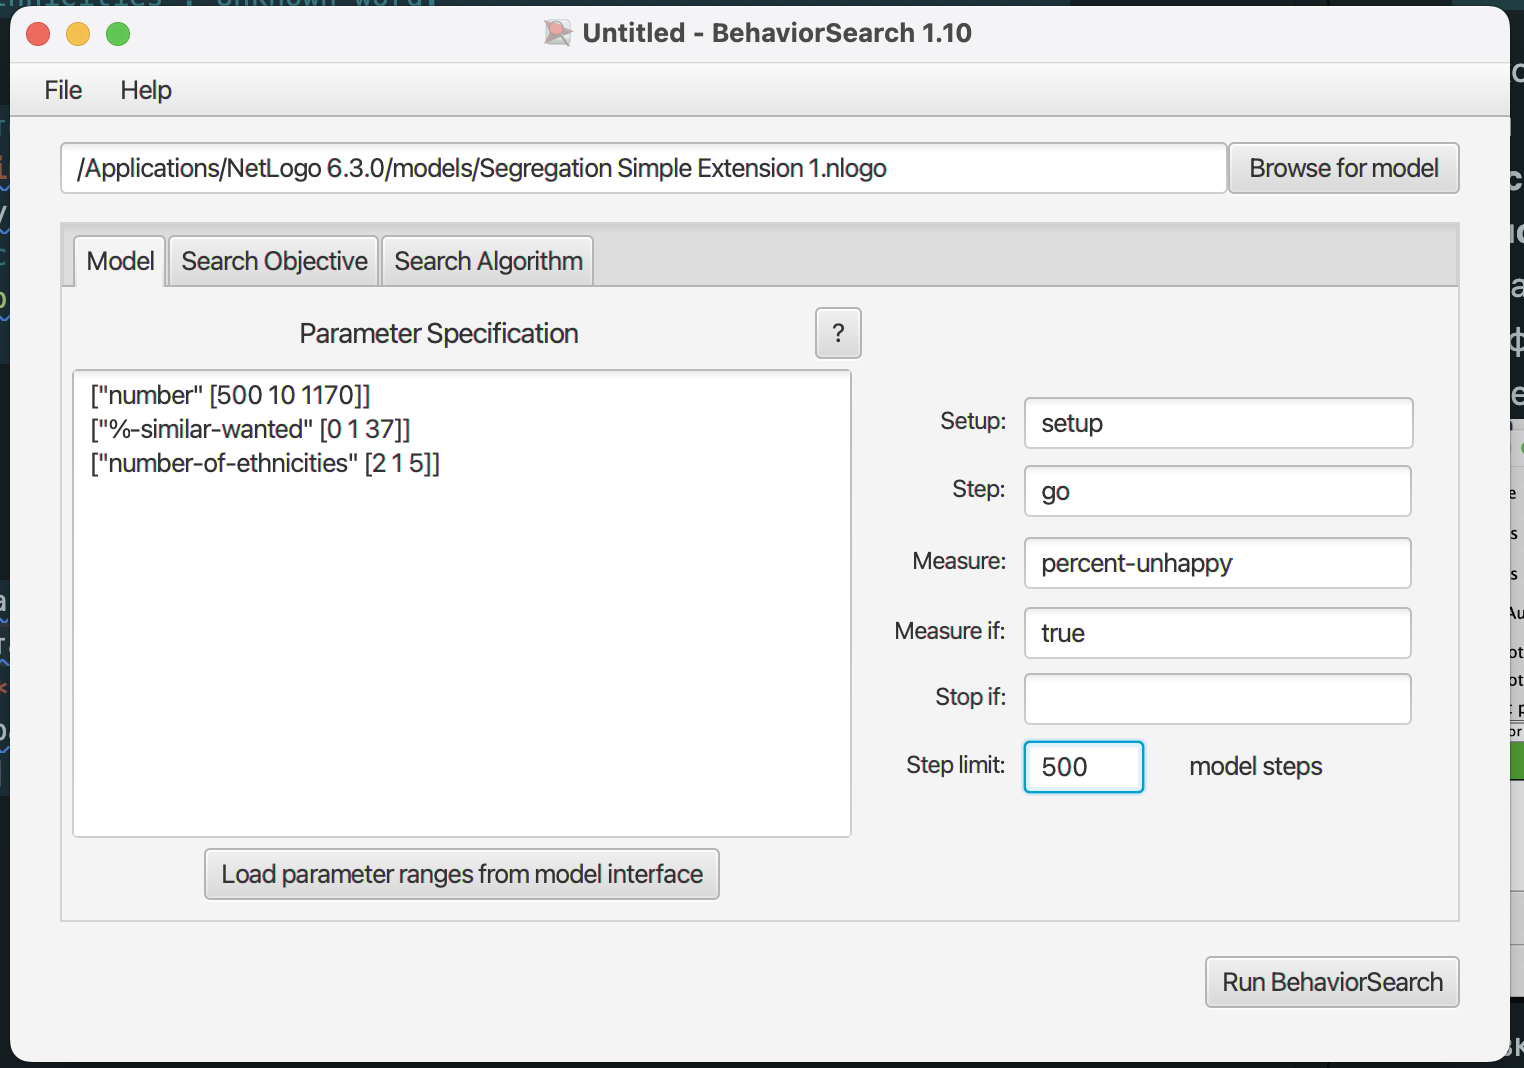 Untitled - BehaviorSearch 1.10
File Help
/Applications/NetLogo 6.3.0/models/Segregation Simple Extension 1.nlogo
Browse for model
Model
Search Objective
Search Algorithm
Parameter Specification
?
["number" [500 10 1170]]
["%-similar-wanted" [0 1 37]]
["number-of-ethnicities" [2 1 5]]
Load parameter ranges from model interface
Setup: setup
Step: go
Measure: percent-unhappy
Measure if: true
Stop if:
Step limit: 500 model steps
Run BehaviorSearch